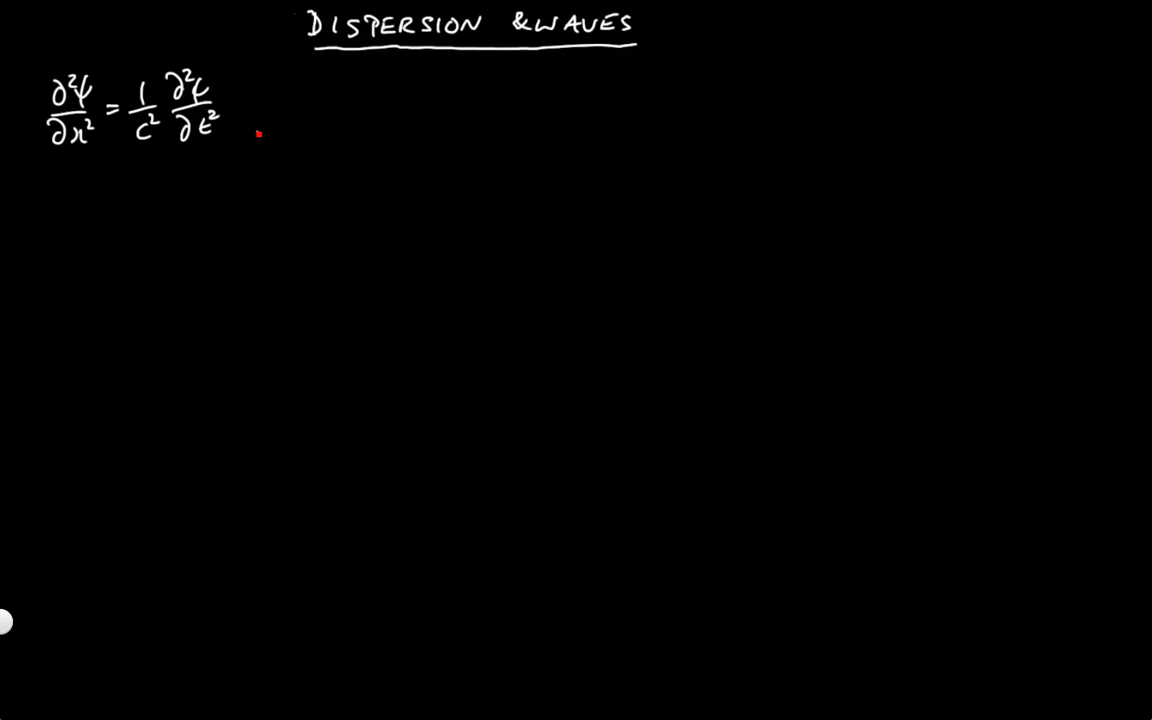 DISPERSION & WAVES
∂²ψ/∂x² = 1/c² ∂²ψ/∂t²